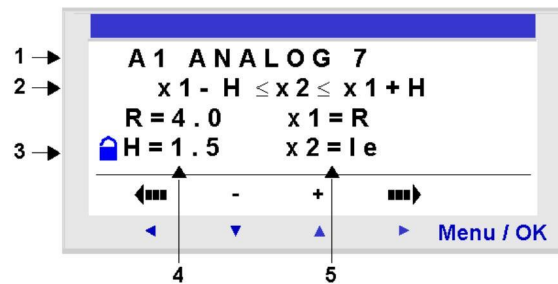 1 A1 ANALOG 7
2 x1 - H ≤ x2 ≤ x1 + H
R = 4.0 x1 = R
3 H = 1.5 x2 = Ie
- +
Menu / OK
4 5